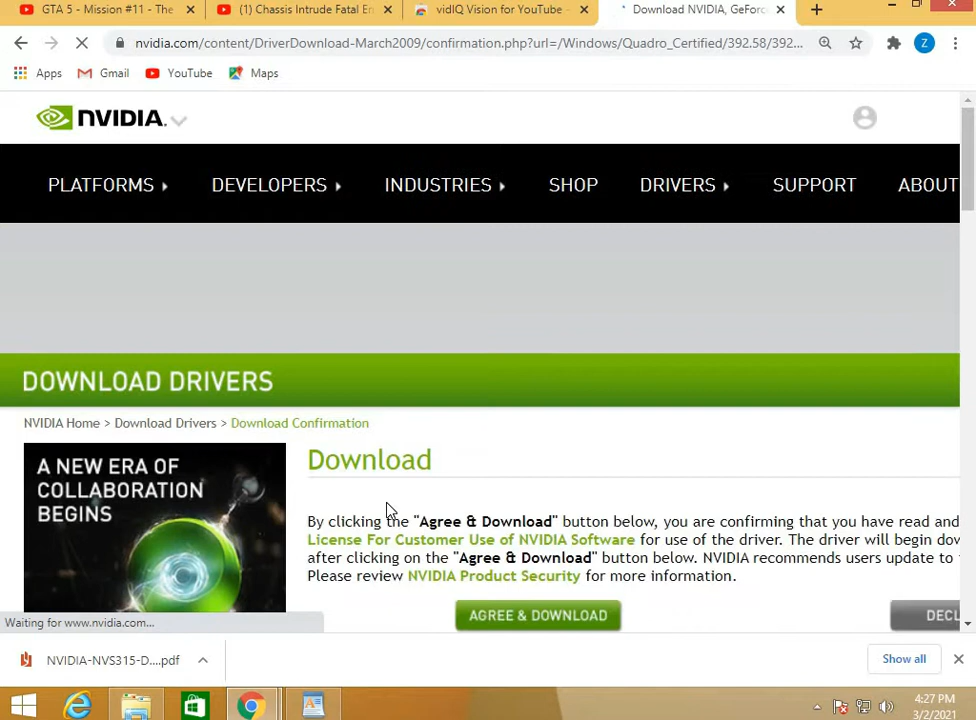 GTA 5 - Mission #11 - The
(1) Chassis Intrude Fatal En
vidIQ Vision for YouTube -
Download NVIDIA, GeForc
nvidia.com/content/DriverDownload-March2009/confirmation.php?url=/Windows/Quadro_Certified/392.58/392...
Z
Apps
Gmail
YouTube
Maps
NVIDIA.
PLATFORMS
DEVELOPERS
INDUSTRIES
SHOP
DRIVERS
SUPPORT
ABOUT
DOWNLOAD DRIVERS
NVIDIA Home > Download Drivers > Download Confirmation
A NEW ERA OF
COLLABORATION
BEGINS
Download
By clicking the "Agree & Download" button below, you are confirming that you have read and
License For Customer Use of NVIDIA Software for use of the driver. The driver will begin dow
after clicking on the "Agree & Download" button below. NVIDIA recommends users update to
Please review NVIDIA Product Security for more information.
AGREE & DOWNLOAD
DECL
Waiting for www.nvidia.com...
NVIDIA-NVS315-D....pdf
Show all
4:27 PM
3/2/2021